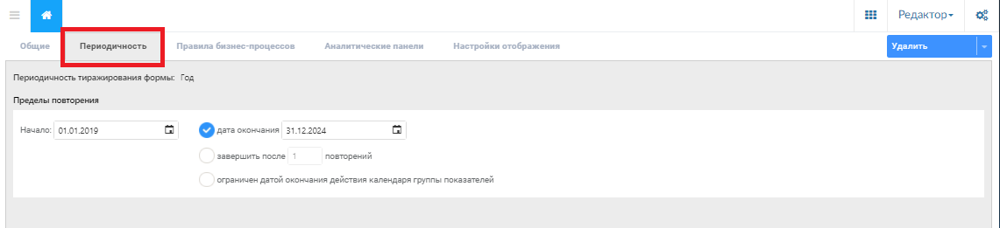 Редактор
Общие Периодичность Правила бизнес-процессов Аналитические панели Настройки отображения Удалить
Периодичность тиражирования формы: Год
Пределы повторения
Начало: 01.01.2019 дата окончания 31.12.2024
завершить после 1 повторений
ограничен датой окончания действия календаря группы показателей